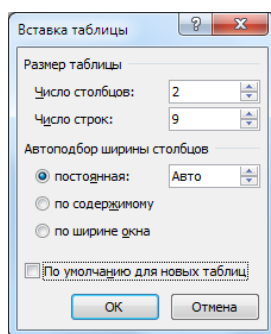 Вставка таблицы
Размер таблицы
Число столбцов: 2
Число строк: 9
Автоподбор ширины столбцов
постоянная: Авто
по содержимому
по ширине окна
По умолчанию для новых таблиц
ОК Отмена